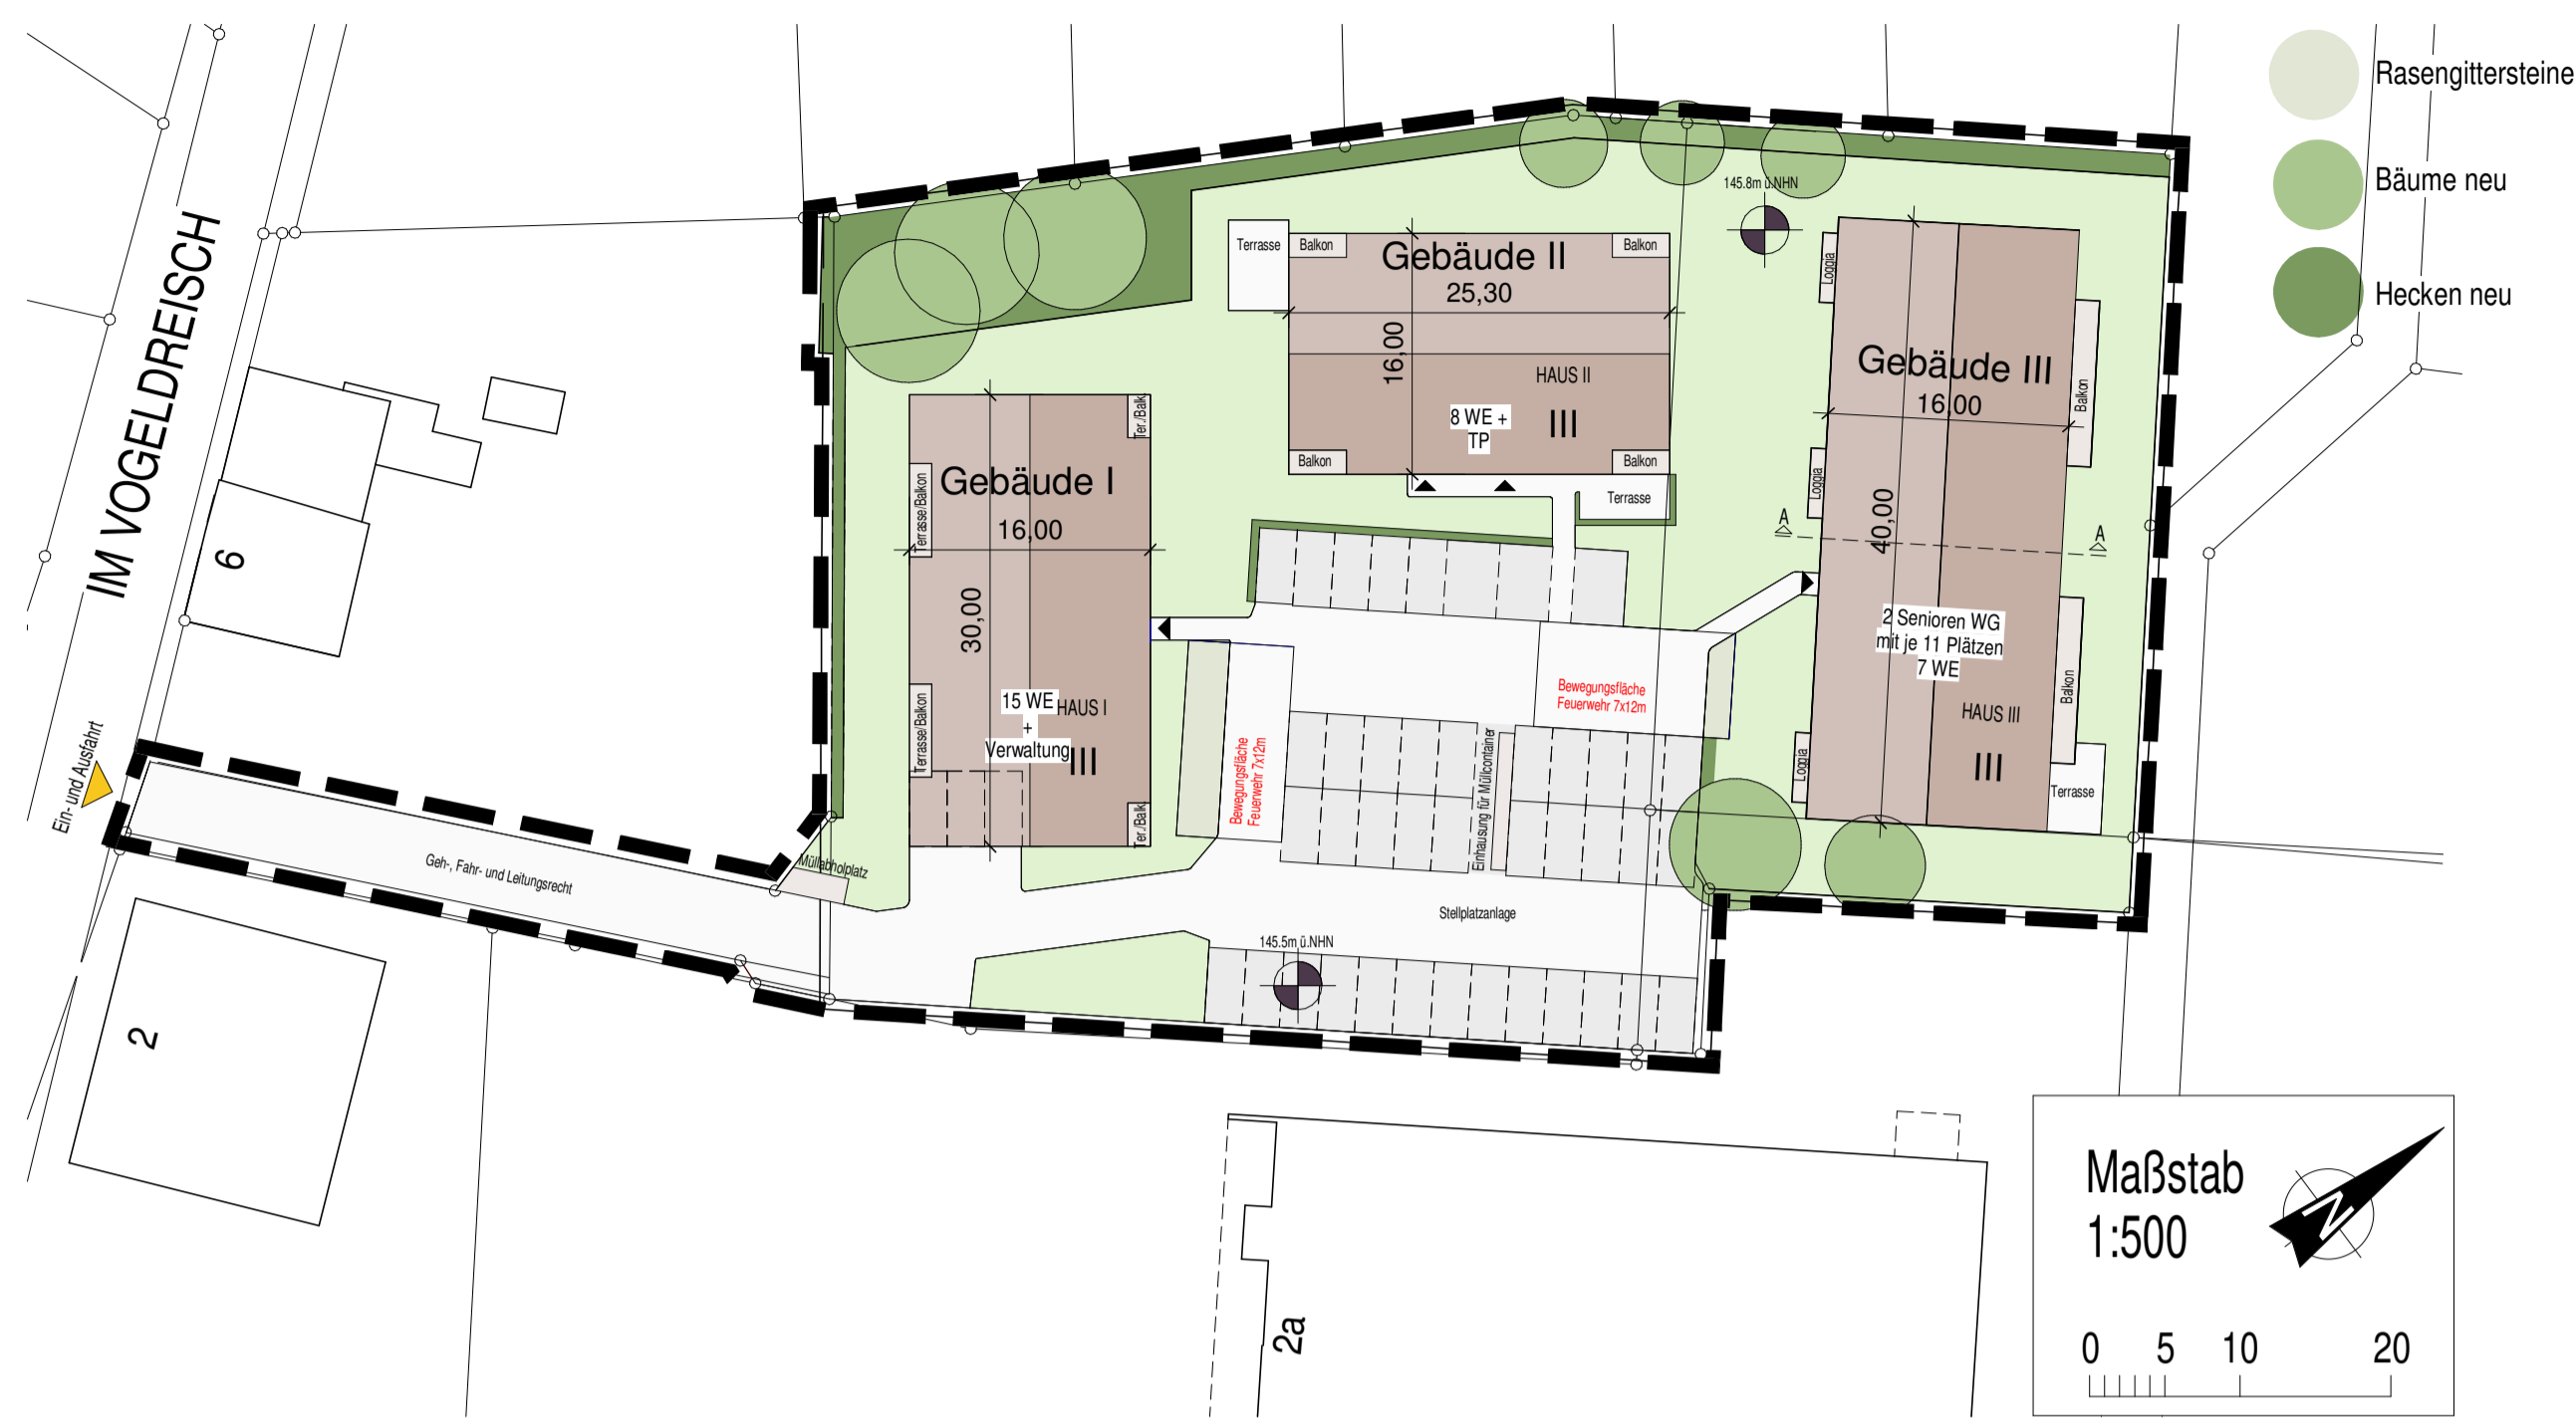 Rasengittersteine
Bäume neu
Hecken neu
IM VOGELDREISCH
6
2
2a
Ein- und Ausfahrt
Geh-, Fahr- und Leitungsrecht
Müllabholplatz
Gebäude I
16,00
30,00
Terrasse/Balkon
Terrasse/Balkon
Ter./Balk.
Ter./Balk.
15 WE
+
Verwaltung
HAUS I
III
Terrasse
Balkon
Balkon
Gebäude II
25,30
16,00
HAUS II
8 WE +
TP
III
Balkon
Balkon
Terrasse
145.8m ü.NHN
Loggia
Loggia
Loggia
Gebäude III
16,00
40,00
Balkon
Balkon
A
A
2 Senioren WG
mit je 11 Plätzen
7 WE
HAUS III
III
Terrasse
Bewegungsfläche
Feuerwehr 7x12m
Bewegungsfläche
Feuerwehr 7x12m
Einhausung für Müllcontainer
Stellplatzanlage
145.5m ü.NHN
Maßstab
1:500
N
0 5 10 20